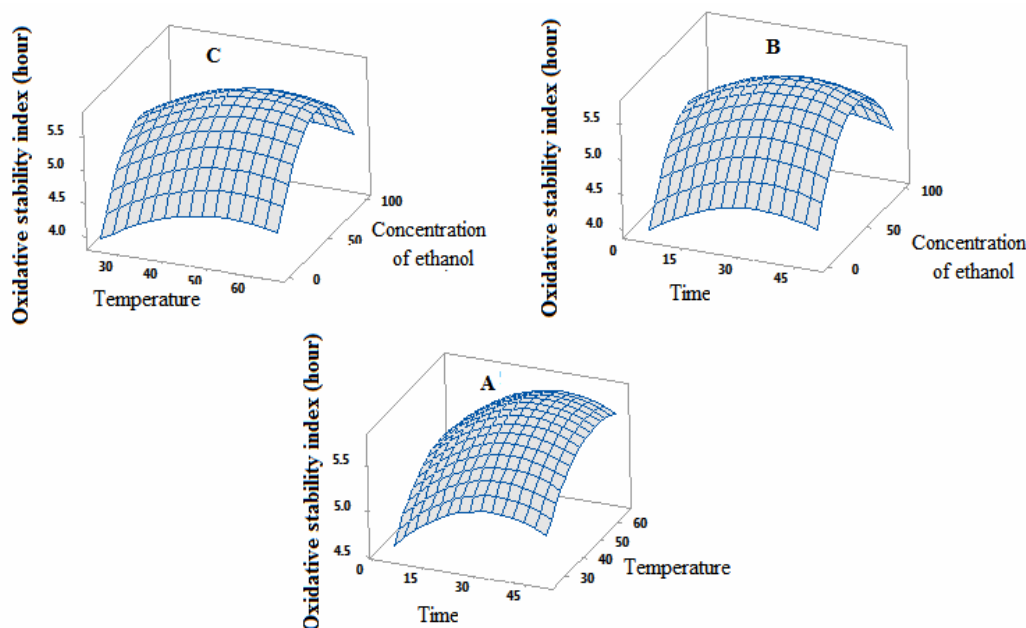 Oxidative stability index (hour)
C
5.5
5.0
4.5
4.0
30
40
50
60
Temperature
0
50
100
Concentration
of ethanol
Oxidative stability index (hour)
B
5.5
5.0
4.5
4.0
0
15
30
45
Time
0
50
100
Concentration
of ethanol
Oxidative stability index (hour)
A
5.5
5.0
4.5
0
15
30
45
Time
30
40
50
60
Temperature